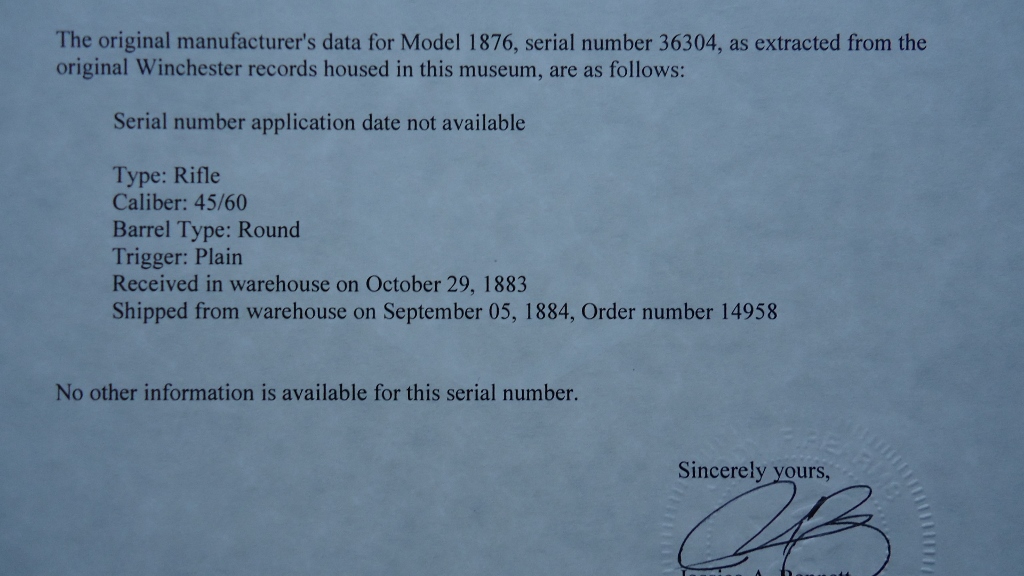 The original manufacturer's data for Model 1876, serial number 36304, as extracted from the
original Winchester records housed in this museum, are as follows:
Serial number application date not available
Type: Rifle
Caliber: 45/60
Barrel Type: Round
Trigger: Plain
Received in warehouse on October 29, 1883
Shipped from warehouse on September 05, 1884, Order number 14958
No other information is available for this serial number.
Sincerely yours,